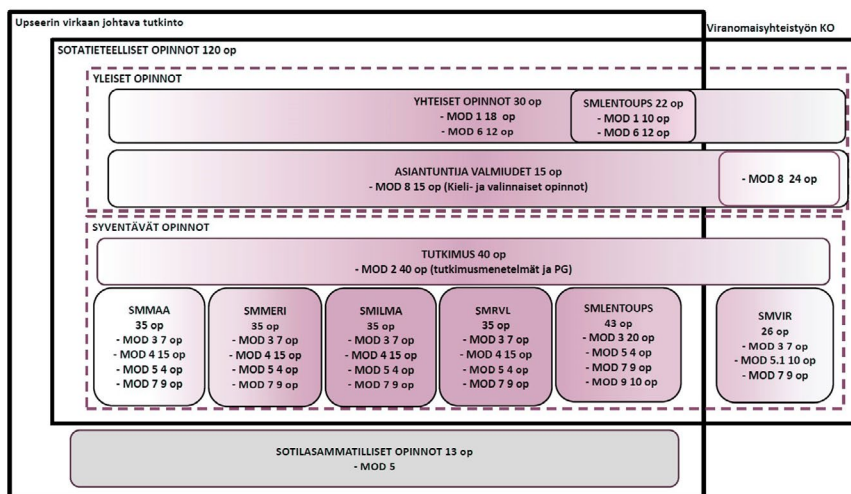 Upseerin virkaan johtava tutkinto
Viranomaisyhteistyön KO
SOTATIETEELLISET OPINNOT 120 op
YLEISET OPINNOT
YHTEISET OPINNOT 30 op
- MOD 1 18 op
- MOD 6 12 op
SMLENTOUPS 22 op
- MOD 1 10 op
- MOD 6 12 op
ASIANTUNTIJA VALMIUDET 15 op
- MOD 8 15 op (Kieli- ja valinnaiset opinnot)
- MOD 8 24 op
SYVENTÄVÄT OPINNOT
TUTKIMUS 40 op
- MOD 2 40 op (tutkimusmenetelmät ja PG)
SMMAA
35 op
- MOD 3 7 op
- MOD 4 15 op
- MOD 5 4 op
- MOD 7 9 op
SMMERI
35 op
- MOD 3 7 op
- MOD 4 15 op
- MOD 5 4 op
- MOD 7 9 op
SMILMA
35 op
- MOD 3 7 op
- MOD 4 15 op
- MOD 5 4 op
- MOD 7 9 op
SMRVL
35 op
- MOD 3 7 op
- MOD 4 15 op
- MOD 5 4 op
- MOD 7 9 op
SMLENTOUPS
43 op
- MOD 3 20 op
- MOD 5 4 op
- MOD 7 9 op
- MOD 9 10 op
SMVIR
26 op
- MOD 3 7 op
- MOD 5.1 10 op
- MOD 7 9 op
SOTILASAMMATILLISET OPINNOT 13 op
- MOD 5